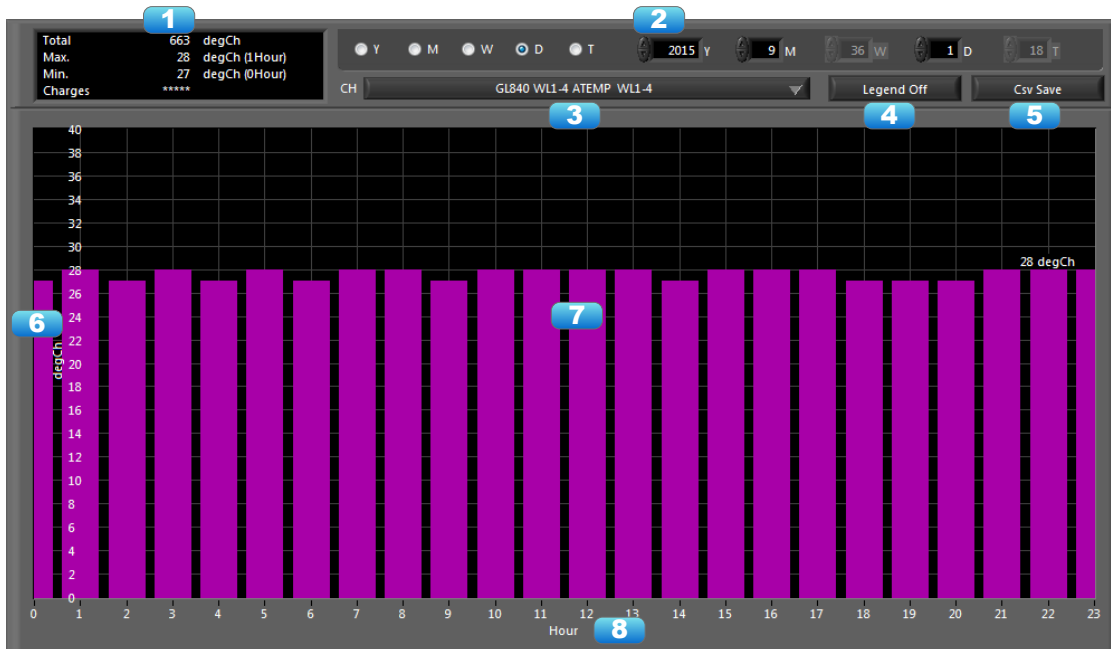 1
2
Total 663 degCh
Max. 28 degCh (1Hour)
Min. 27 degCh (0Hour)
Charges *****
Y M W D T 2015 Y 9 M 36 W 1 D 18 T
CH GL840 WL1-4 ATEMP WL1-4 Legend Off Csv Save
3
4
5
40
38
36
34
32
30
28 degCh
28
26
24
6
7
22
20
18
16
14
12
10
8
6
4
2
0
degCh
0 1 2 3 4 5 6 7 8 9 10 11 12 13 14 15 16 17 18 19 20 21 22 23
Hour
8